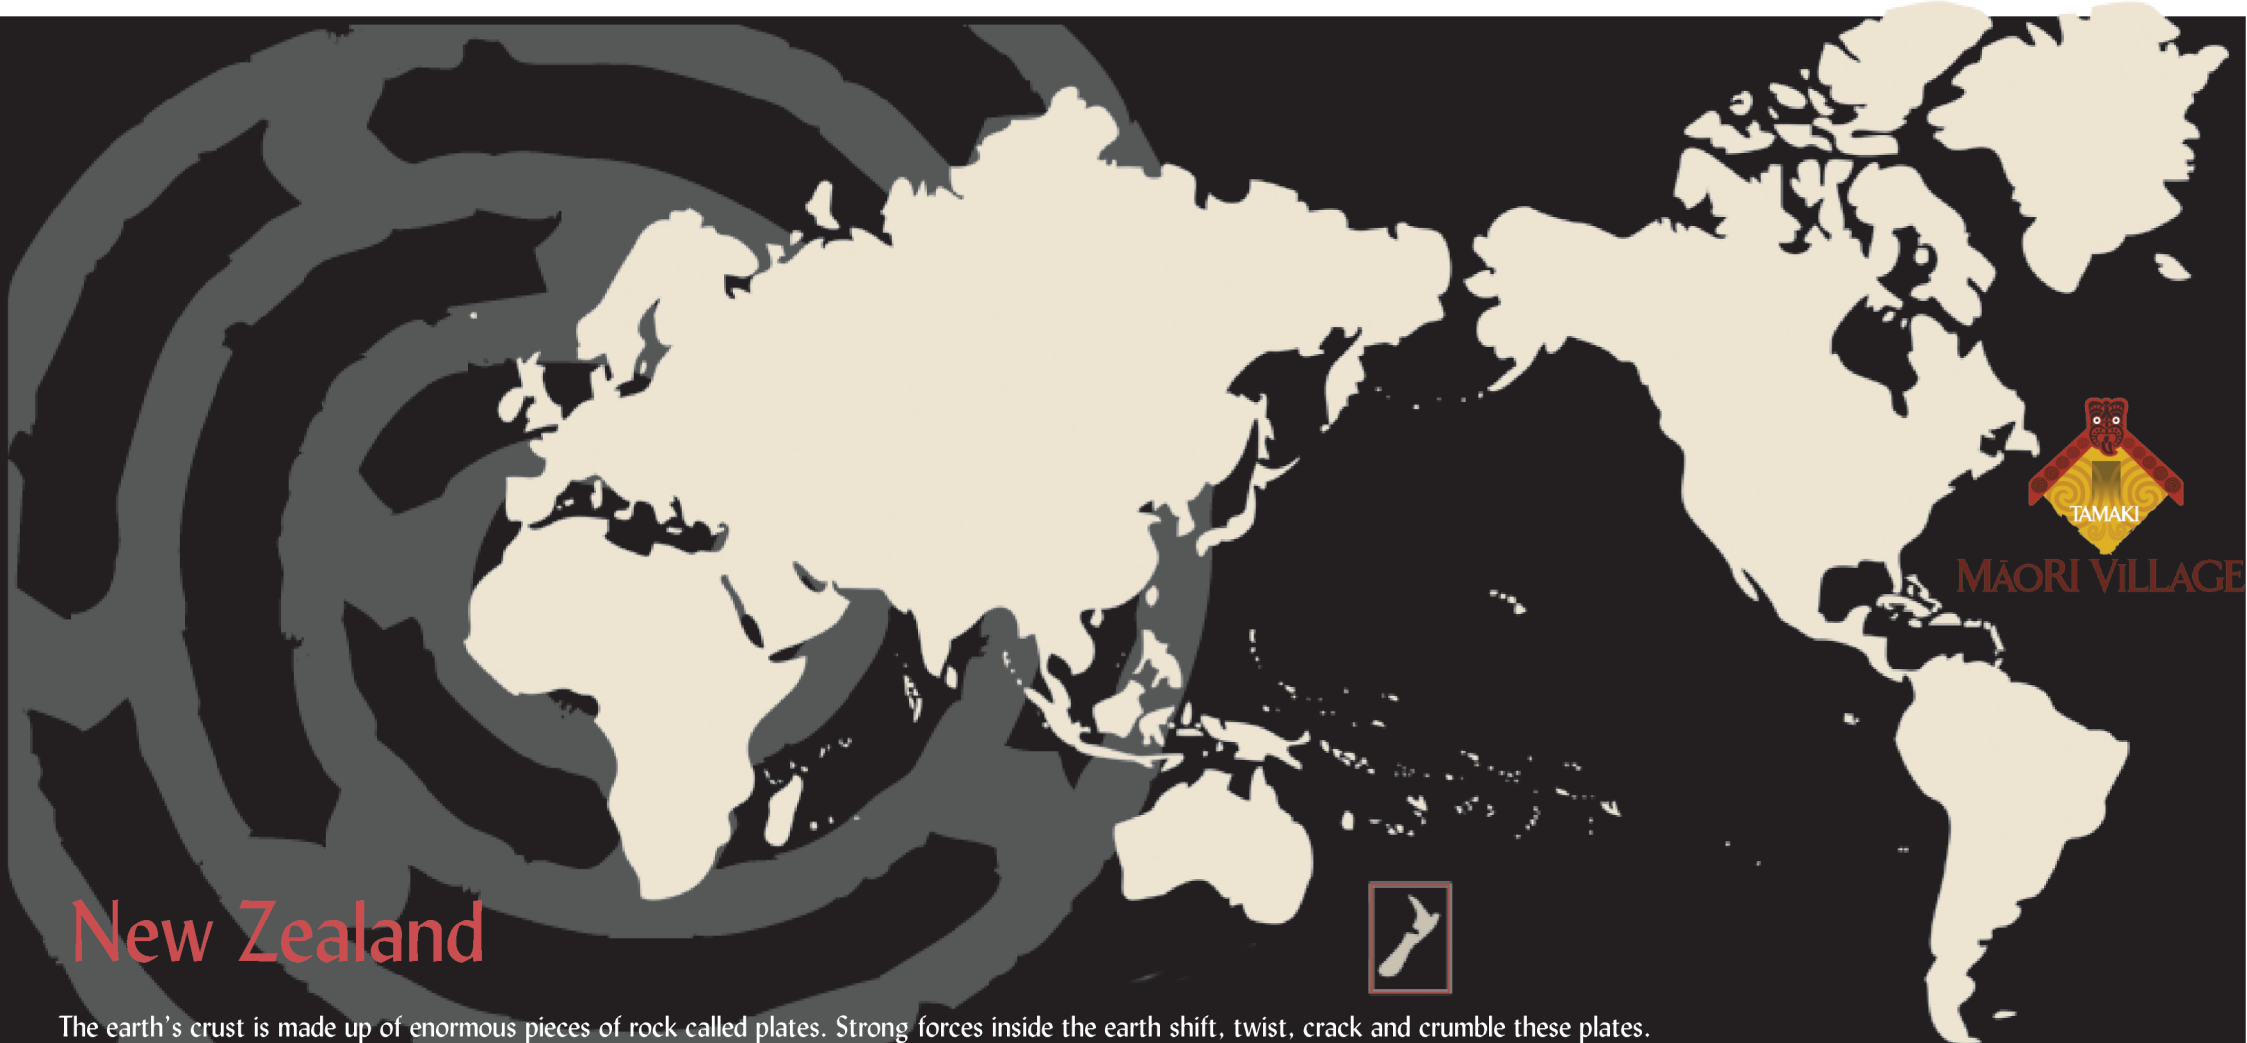 TAMAKI
MĀORI VILLAGE
New Zealand
The earth's crust is made up of enormous pieces of rock called plates. Strong forces inside the earth shift, twist, crack and crumble these plates.